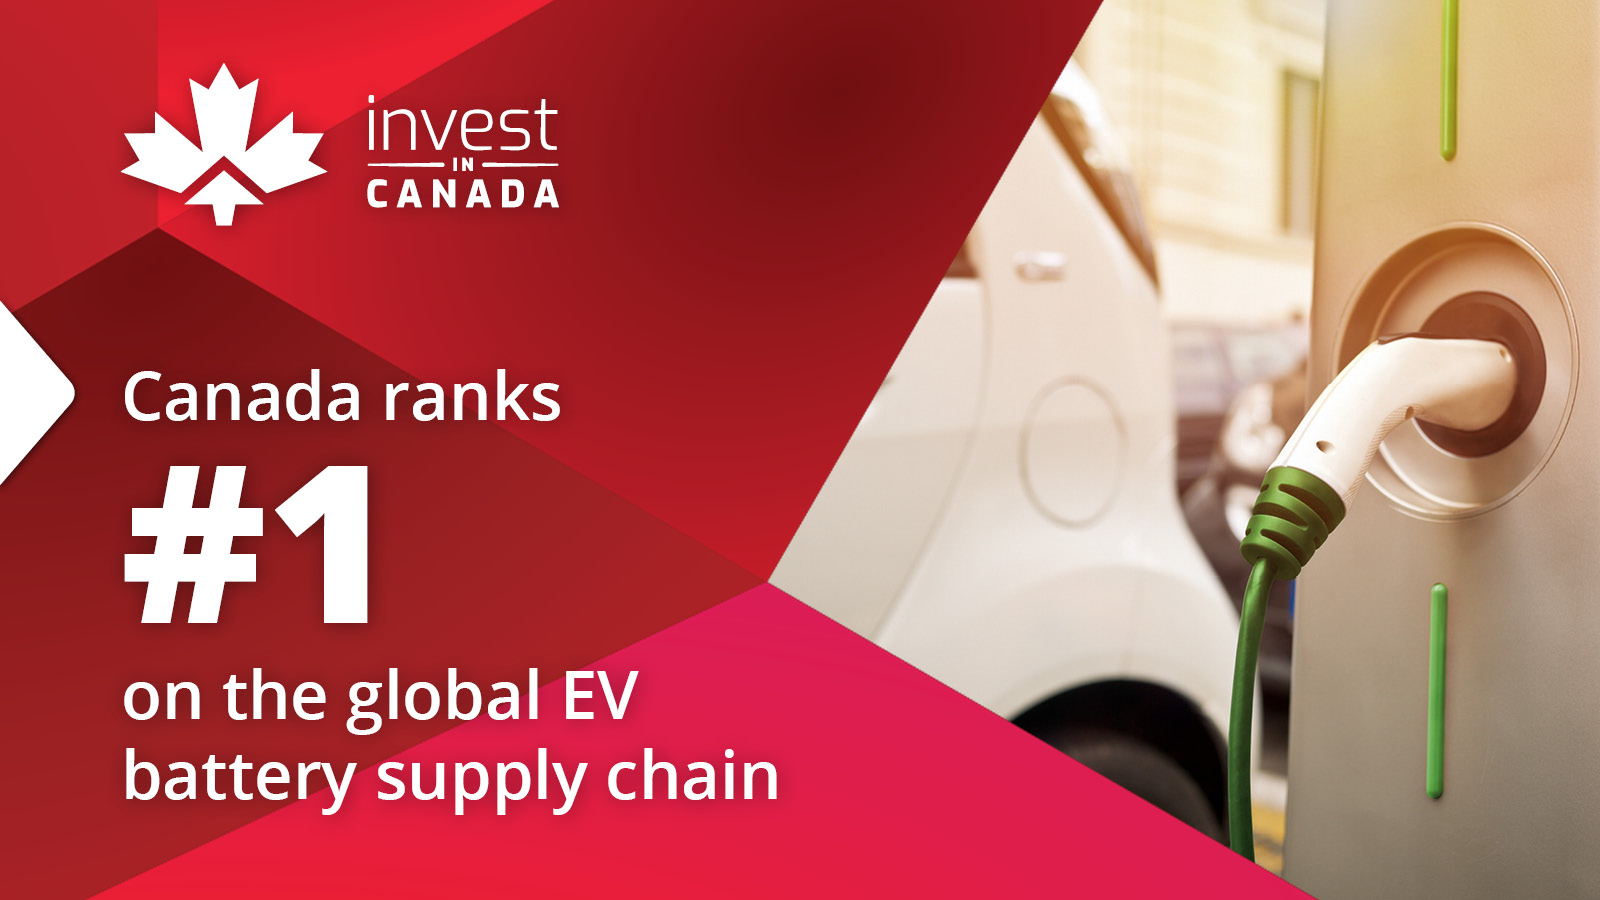 invest
IN
CANADA
Canada ranks
#1
on the global EV
battery supply chain